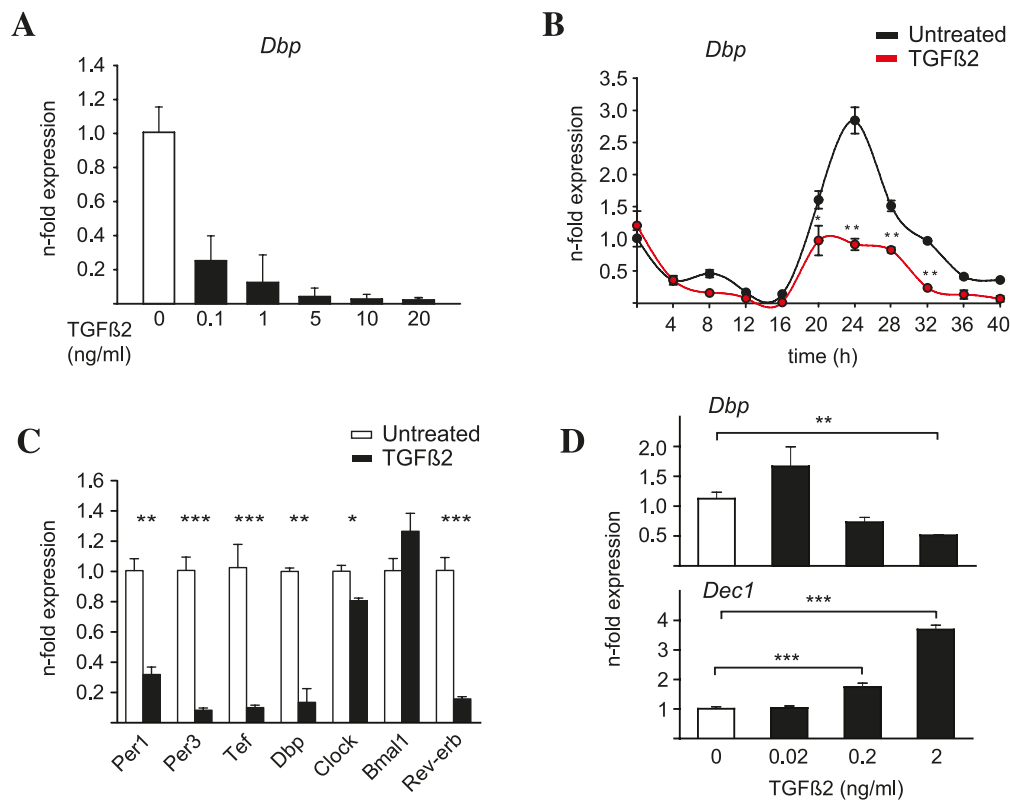 A
Dbp
n-fold expression
1.4
1.2
1.0
0.8
0.6
0.4
0.2
TGFß2
(ng/ml)
0 0.1 1 5 10 20
B
Dbp
Untreated
TGFß2
n-fold expression
3.5
3.0
2.5
2.0
1.5
1.0
0.5
* ** ** **
4 8 12 16 20 24 28 32 36 40
time (h)
C
Untreated
TGFß2
n-fold expression
1.6
1.4
1.2
1.0
0.8
0.6
0.4
0.2
** *** *** ** * ***
Per1 Per3 Tef Dbp Clock Bmal1 Rev-erb
D
Dbp
**
2.0
1.5
1.0
0.5
n-fold expression
Dec1
***
***
4
3
2
1
0 0.02 0.2 2
TGFß2 (ng/ml)